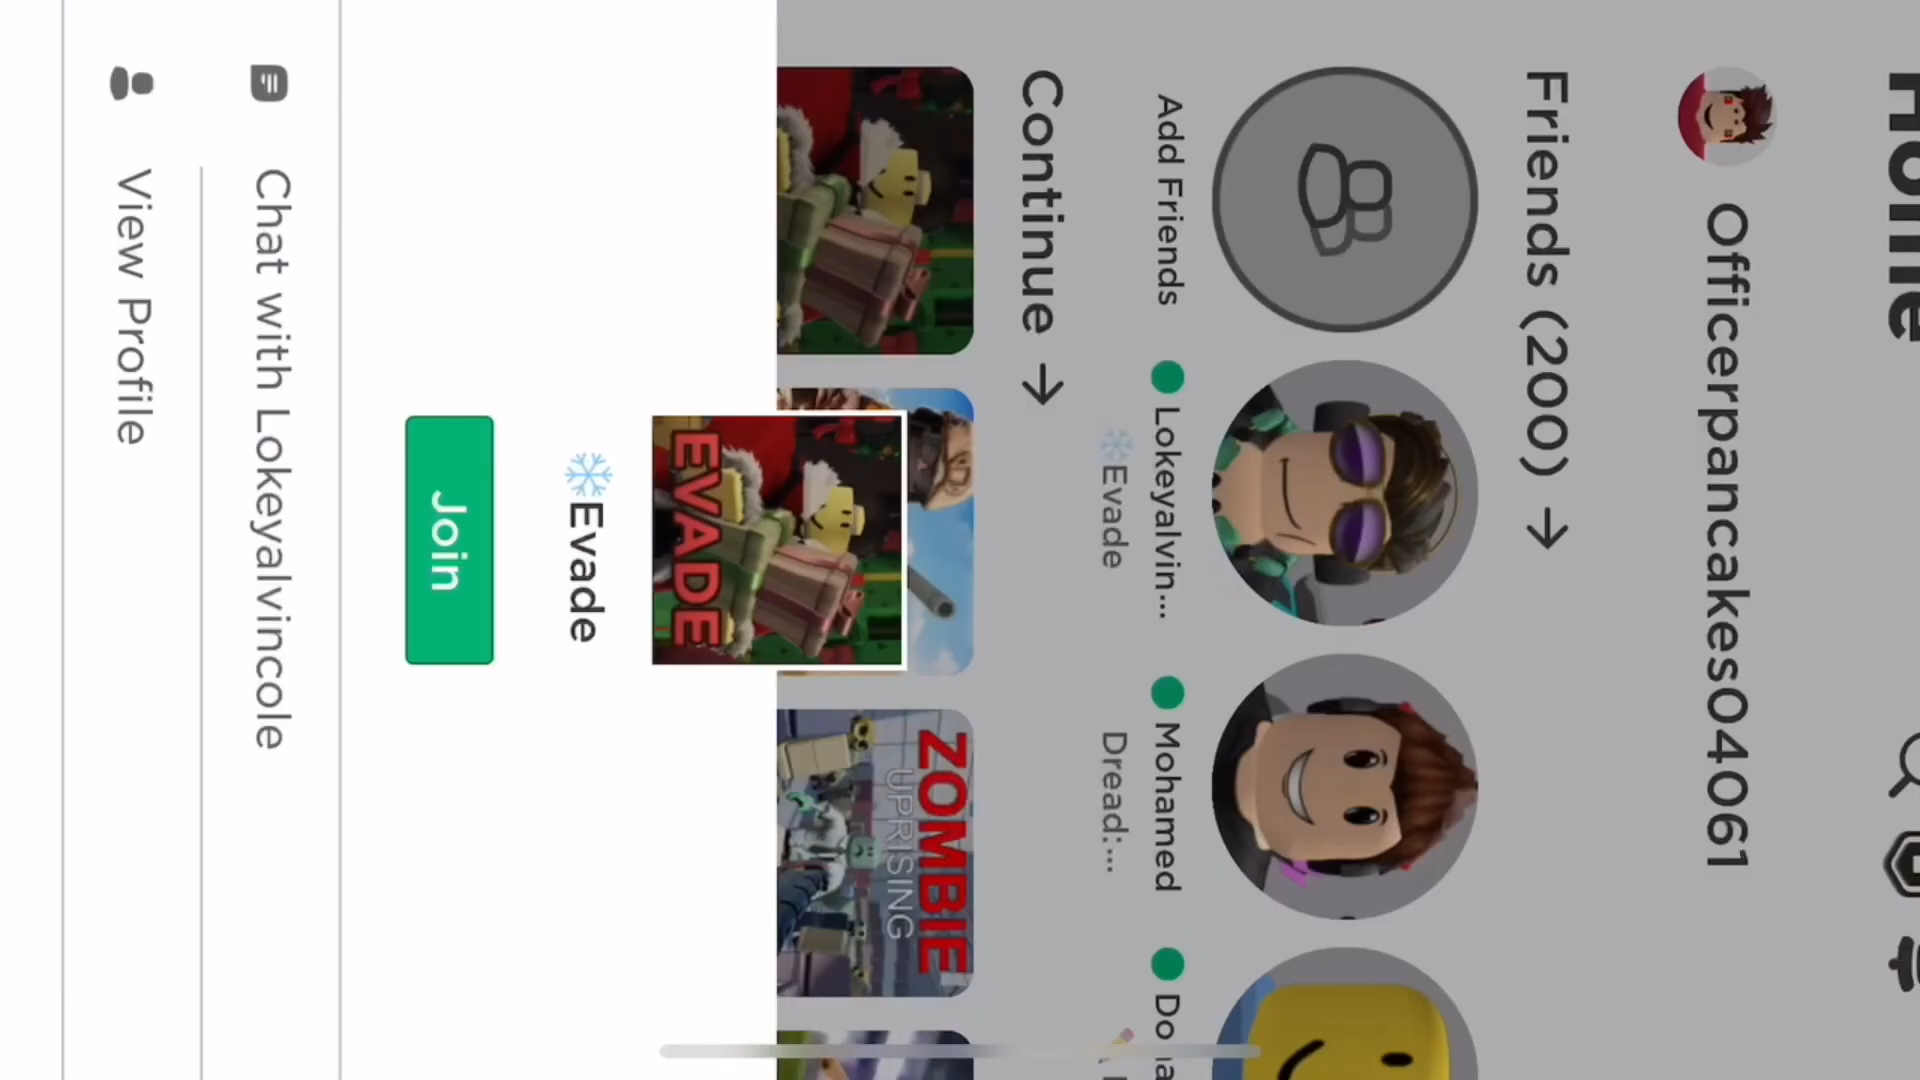 Home
Officerpancakes04061
Friends (200) →
Add Friends
Lokeyalvin...
❄️Evade
Mohamed
Dread:...
Continue →
ZOMBIE
UPRISING
EVADE
❄️Evade
Join
Chat with Lokeyalvincole
View Profile